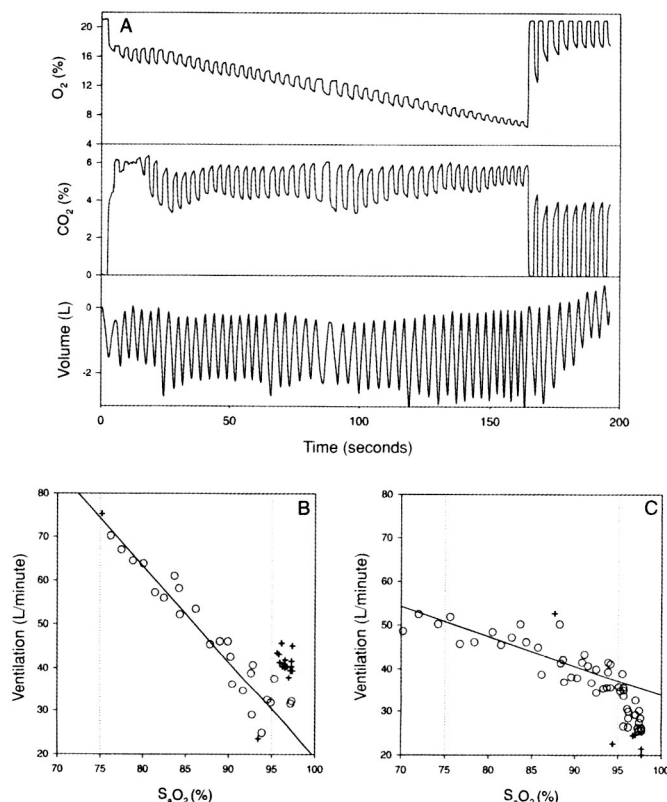 A
O₂ (%)
20
16
12
8
4
CO₂ (%)
6
4
2
0
Volume (L)
0
-2
0 50 100 150 200
Time (seconds)
B
Ventilation (L/minute)
80
70
60
50
40
30
20
70 75 80 85 90 95 100
SₐO₂(%)
C
Ventilation (L/minute)
80
70
60
50
40
30
20
70 75 80 85 90 95 100
SₐO₂(%)